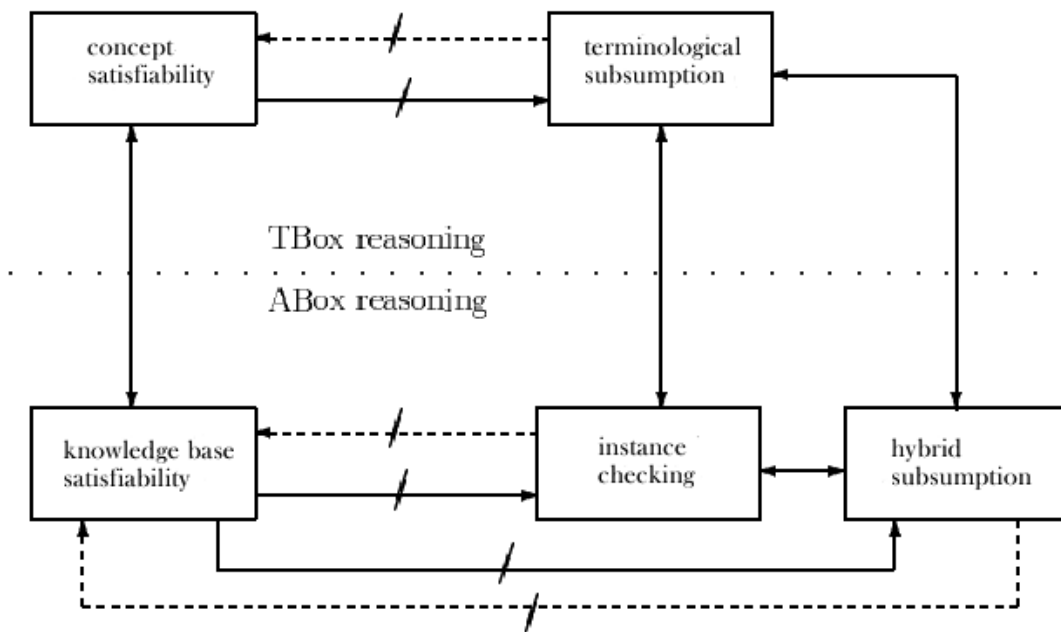 concept
satisfiability
terminological
subsumption
TBox reasoning
ABox reasoning
knowledge base
satisfiability
instance
checking
hybrid
subsumption